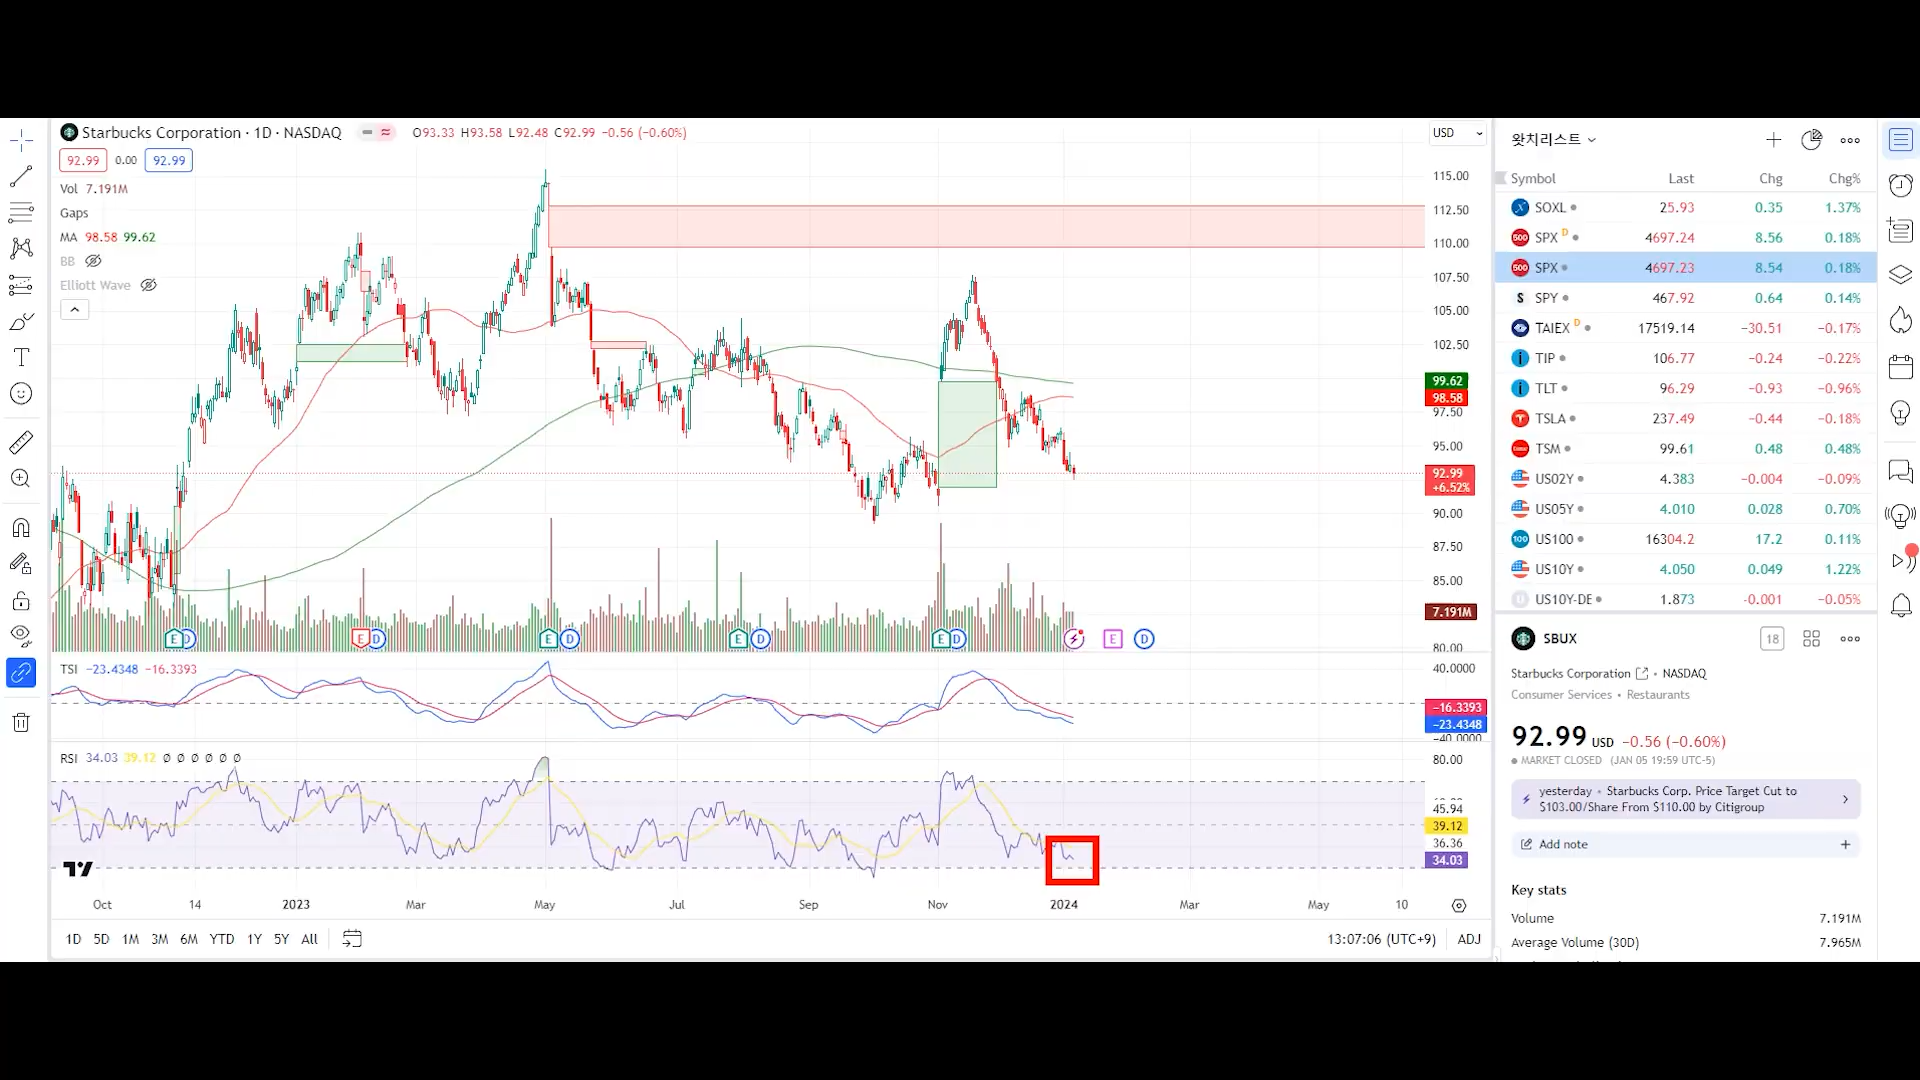 Starbucks Corporation · 1D · NASDAQ O93.33 H93.58 L92.48 C92.99 −0.56 (−0.60%)
92.99 0.00 92.99
Vol 7.191M
Gaps
MA 98.58 99.62
BB
Elliott Wave
USD
115.00
112.50
110.00
107.50
105.00
102.50
99.62
98.58
97.50
95.00
92.99
+6.52%
90.00
87.50
85.00
7.191M
80.00
E D E D E D E D E D E D
TSI −23.4348 −16.3393
40.0000
−16.3393
−23.4348
−40.0000
RSI 34.03 39.12 ∅ ∅ ∅ ∅ ∅ ∅
80.00
45.94
39.12
36.36
34.03
Oct 14 2023 Mar May Jul Sep Nov 2024 Mar May 10
1D 5D 1M 3M 6M YTD 1Y 5Y All
13:07:06 (UTC+9) ADJ
왓치리스트
Symbol Last Chg Chg%
SOXL 25.93 0.35 1.37%
500 SPX D 4697.24 8.56 0.18%
500 SPX 4697.23 8.54 0.18%
SPY 467.92 0.64 0.14%
TAIEX D 17519.14 −30.51 −0.17%
TIP 106.77 −0.24 −0.22%
TLT 96.29 −0.93 −0.96%
TSLA 237.49 −0.44 −0.18%
TSM 99.61 0.48 0.48%
US02Y 4.383 −0.004 −0.09%
US05Y 4.010 0.028 0.70%
100 US100 16304.2 17.2 0.11%
US10Y 4.050 0.049 1.22%
US10Y-DE 1.873 -0.001 −0.05%
SBUX 18
Starbucks Corporation • NASDAQ
Consumer Services • Restaurants
92.99 USD −0.56 (−0.60%)
MARKET CLOSED (JAN 05 19:59 UTC-5)
yesterday • Starbucks Corp. Price Target Cut to
$103.00/Share From $110.00 by Citigroup
Add note
Key stats
Volume 7.191M
Average Volume (30D) 7.965M